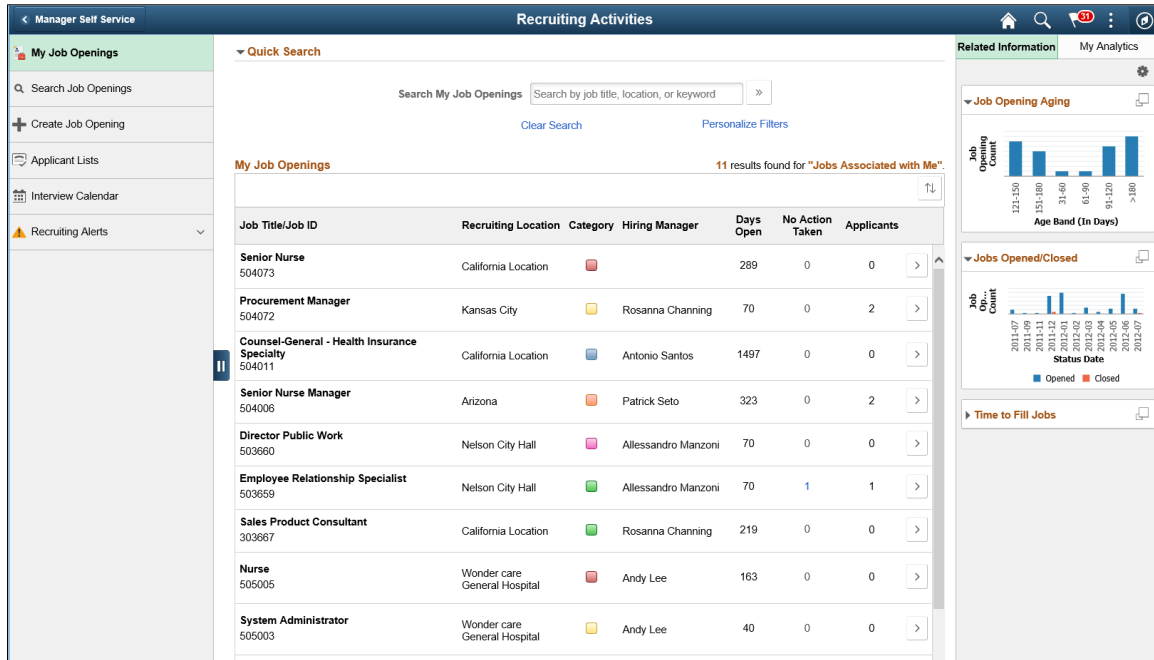 Manager Self Service
Recruiting Activities
31
My Job Openings
Search Job Openings
Create Job Opening
Applicant Lists
Interview Calendar
Recruiting Alerts
Quick Search
Search My Job Openings Search by job title, location, or keyword »
Clear Search Personalize Filters
My Job Openings 11 results found for "Jobs Associated with Me".
Job Title/Job ID Recruiting Location Category Hiring Manager Days Open No Action Taken Applicants
Senior Nurse
504073 California Location 289 0 0
Procurement Manager
504072 Kansas City Rosanna Channing 70 0 2
Counsel-General - Health Insurance
Specialty
504011 California Location Antonio Santos 1497 0 0
Senior Nurse Manager
504006 Arizona Patrick Seto 323 0 2
Director Public Work
503660 Nelson City Hall Allessandro Manzoni 70 0 0
Employee Relationship Specialist
503659 Nelson City Hall Allessandro Manzoni 70 1 1
Sales Product Consultant
303667 California Location Rosanna Channing 219 0 0
Nurse
505005 Wonder care General Hospital Andy Lee 163 0 0
System Administrator
505003 Wonder care General Hospital Andy Lee 40 0 0
Related Information My Analytics
Job Opening Aging
Job
Opening
Count
121-150 151-180 31-60 61-90 91-120 >180
Age Band (In Days)
Jobs Opened/Closed
Job
Op...
Count
2011-07 2011-09 2011-11 2011-12 2012-01 2012-02 2012-03 2012-04 2012-05 2012-06 2012-07
Status Date
Opened Closed
Time to Fill Jobs